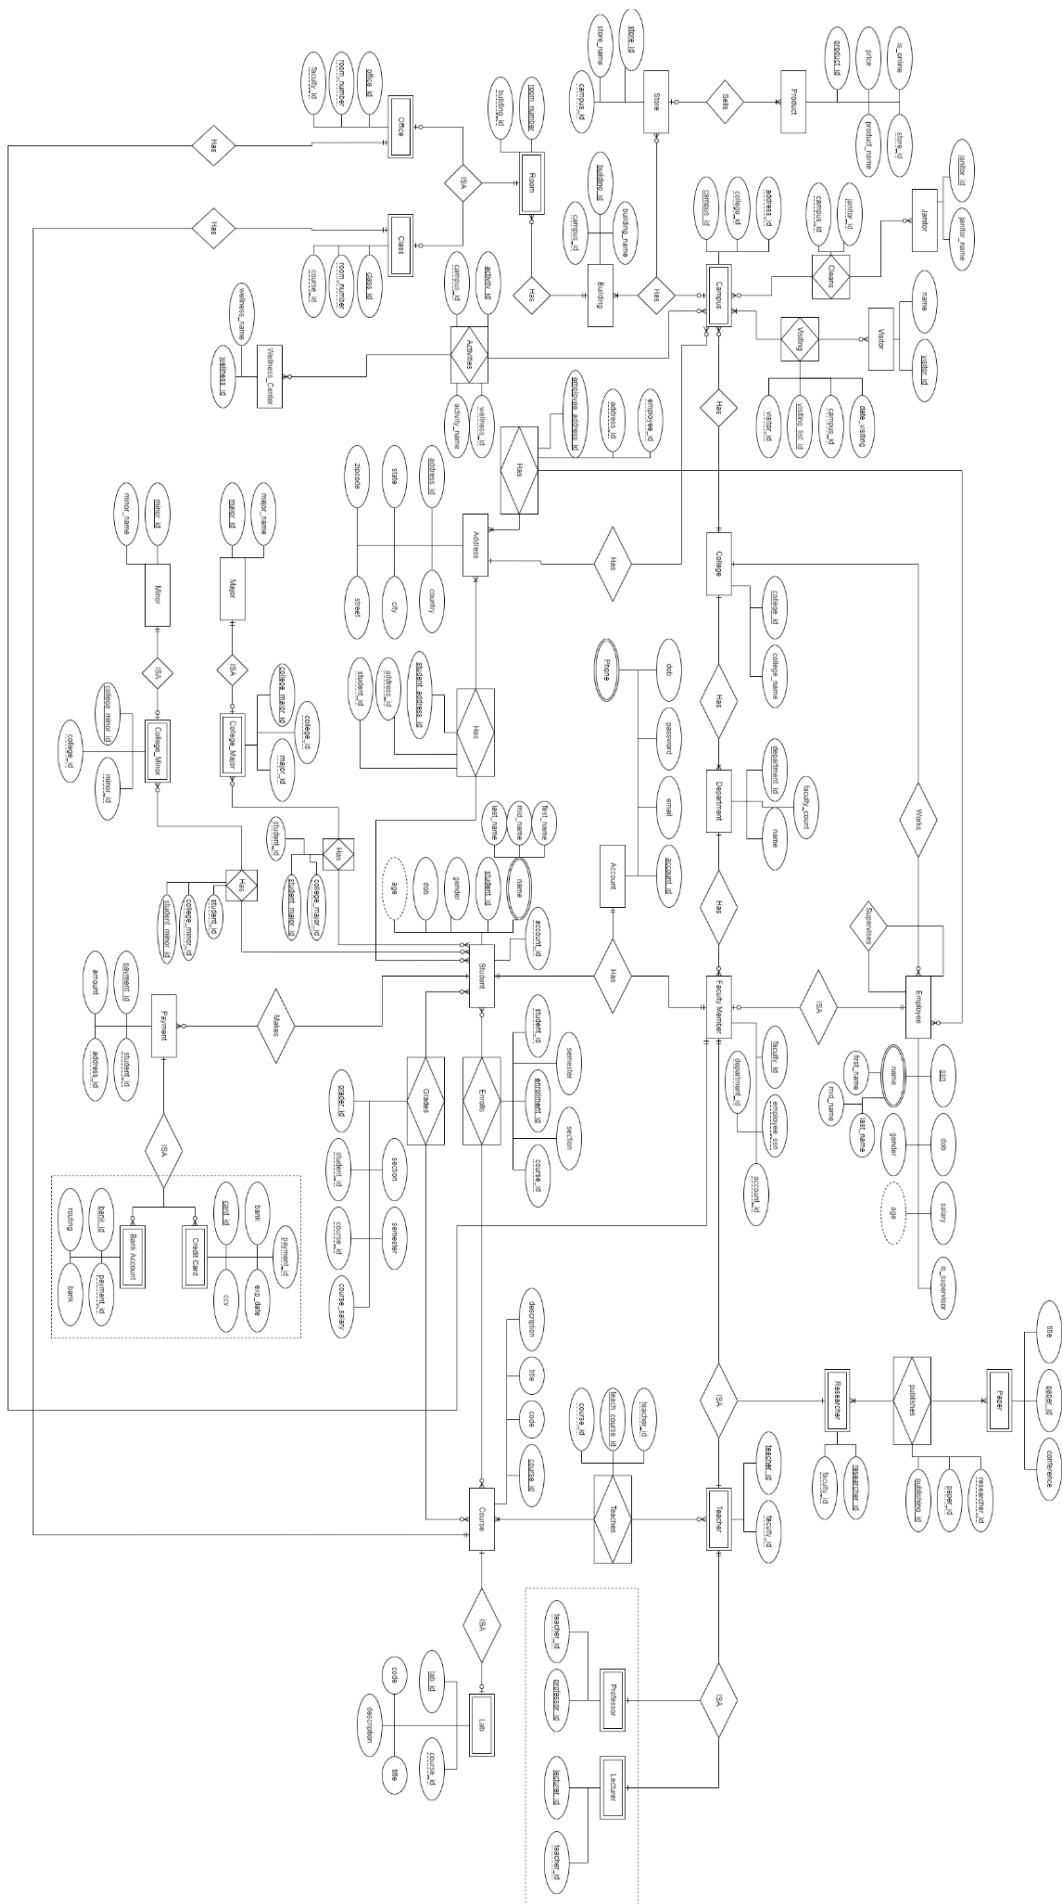 is_online
price
product_id
store_id
product_name
Product
Sells
store_id
store_name
campus_id
Store
janitor_id
janitor_name
Janitor
janitor_id
campus_id
Cleans
name
visitor_id
Visitor
Visiting
date_visiting
campus_id
visiting_list_id
visitor_id
address_id
college_id
campus_id
Campus
Has
building_name
building_id
campus_id
Building
Has
room_number
building_id
Room
ISA
office_id
room_number
faculty_id
Office
Has
Class
class_id
room_number
course_id
Has
activity_id
campus_id
Activities
wellness_id
activity_name
Wellness_Center
wellness_name
wellness_id
Has
employee_id
address_id
employee_address_id
Has
Address
address_id
state
zipcode
country
city
street
Has
College
college_id
college_name
Has
Department
department_id
faculty_count
name
Has
Works
Supervises
Employee
ssn
name
first_name
mid_name
last_name
dob
gender
salary
age
is_supervisor
ISA
Faculty Member
faculty_id
employee_ssn
department_id
account_id
dob
Phone
password
email
account_id
Account
Has
Has
student_address_id
address_id
student_id
major_name
major_id
Major
ISA
College_Major
college_major_id
college_id
major_id
minor_id
minor_name
Minor
ISA
College_Minor
college_minor_id
college_id
minor_id
Has
student_id
college_major_id
student_major_id
Has
student_id
college_minor_id
student_minor_id
first_name
mid_name
last_name
name
student_id
gender
dob
age
account_id
Student
Makes
Payment
payment_id
amount
student_id
address_id
ISA
Credit Card
card_id
bank
payment_id
exp_date
ccv
Bank Account
bank_id
routing
payment_id
bank
Enrolls
student_id
semester
enrollment_id
section
course_id
Grades
grader_id
student_id
section
course_id
semester
course_salary
Course
description
title
code
course_id
Teaches
teacher_id
teach_course_id
course_id
ISA
Researcher
researcher_id
faculty_id
publishes
researcher_id
paper_id
publishing_id
Paper
title
paper_id
conference
Teacher
teacher_id
faculty_id
ISA
Professor
teacher_id
professor_id
Lecturer
lecturer_id
teacher_id
ISA
Lab
lab_id
code
description
title
course_id